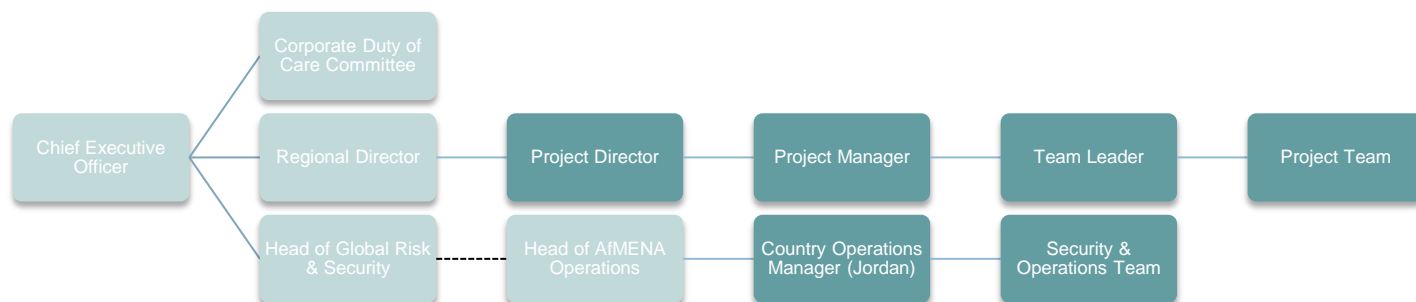 Corporate Duty of
Care Committee
Chief Executive
Officer
Regional Director
Project Director
Project Manager
Team Leader
Project Team
Head of Global Risk
& Security
Head of AfMENA
Operations
Country Operations
Manager (Jordan)
Security &
Operations Team